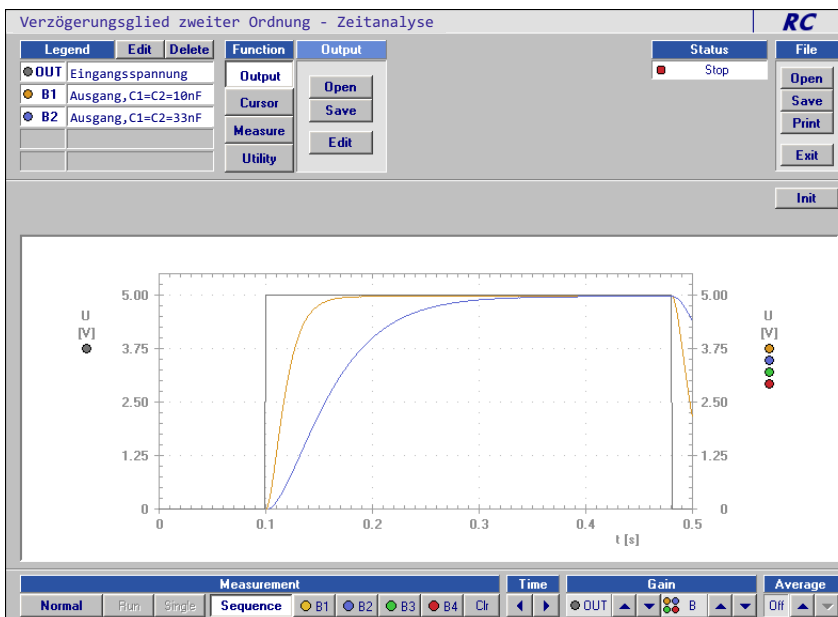 Verzögerungsglied zweiter Ordnung - Zeitanalyse
RC
Legend Edit Delete Function Output Status File
OUT Eingangsspannung Output Open Stop Open
B1 Ausgang,C1=C2=10nF Cursor Save Save
B2 Ausgang,C1=C2=33nF Measure Edit Print
Utility Exit
Init
5.00 5.00
U U
[V] [V]
3.75 3.75
2.50 2.50
1.25 1.25
0 0
0 0.1 0.2 0.3 0.4 0.5
t [s]
Measurement Time Gain Average
Normal Run Single Sequence B1 B2 B3 B4 Clr OUT B Off